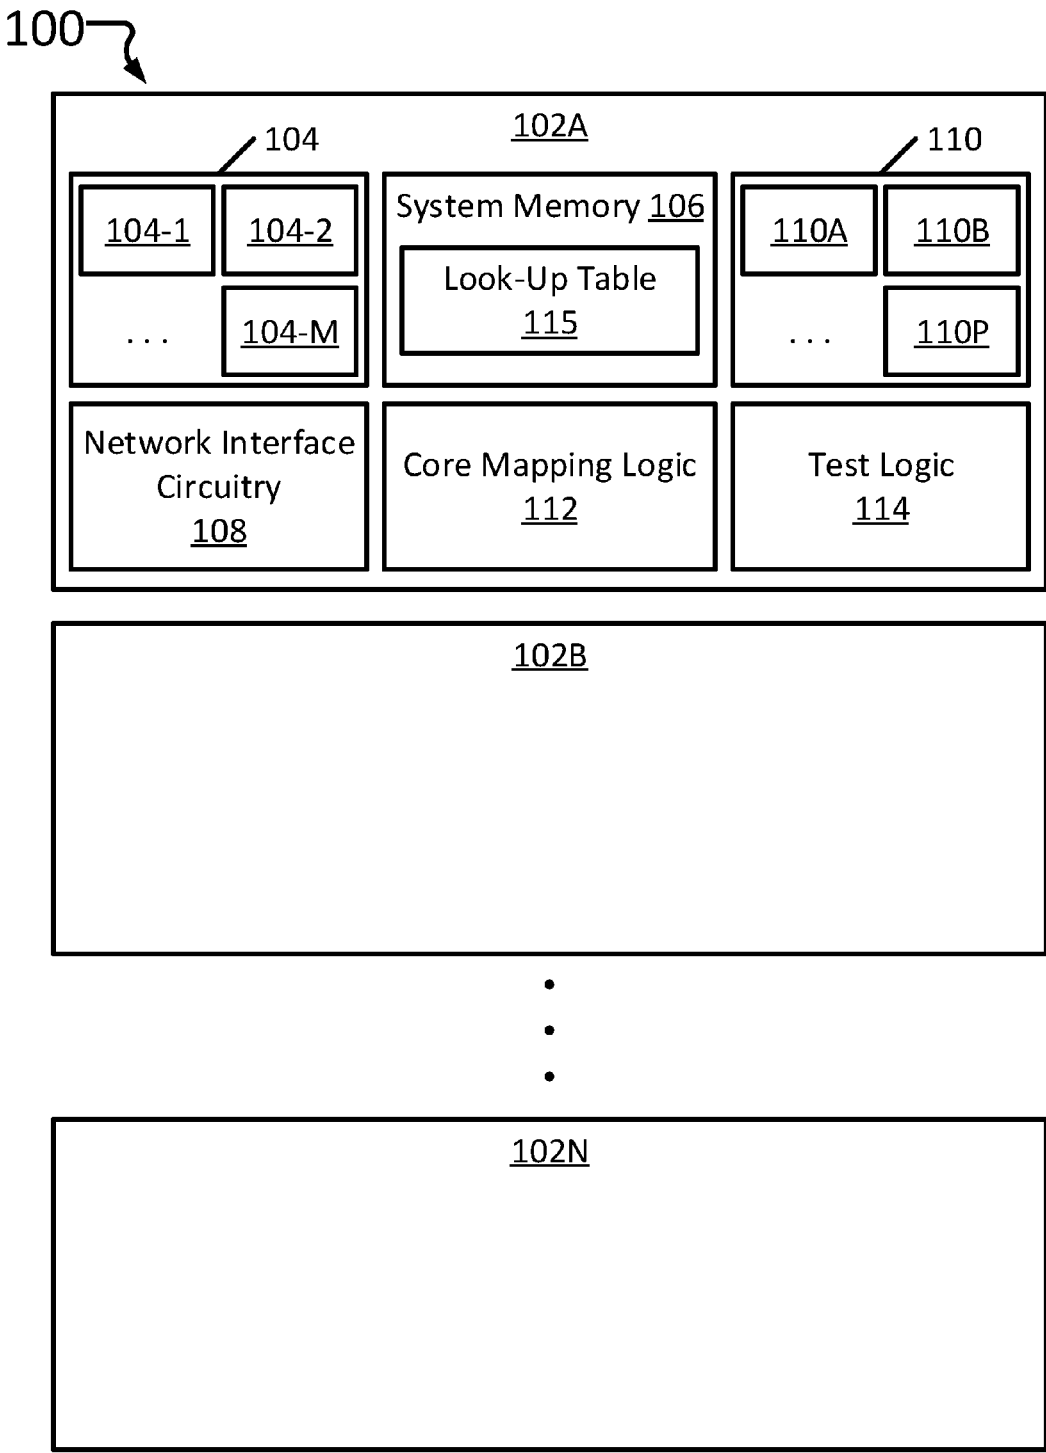 100
102A
104
110
104-1
104-2
. . .
104-M
System Memory 106
Look-Up Table
115
110A
110B
. . .
110P
Network Interface
Circuitry
108
Core Mapping Logic
112
Test Logic
114
102B
102N